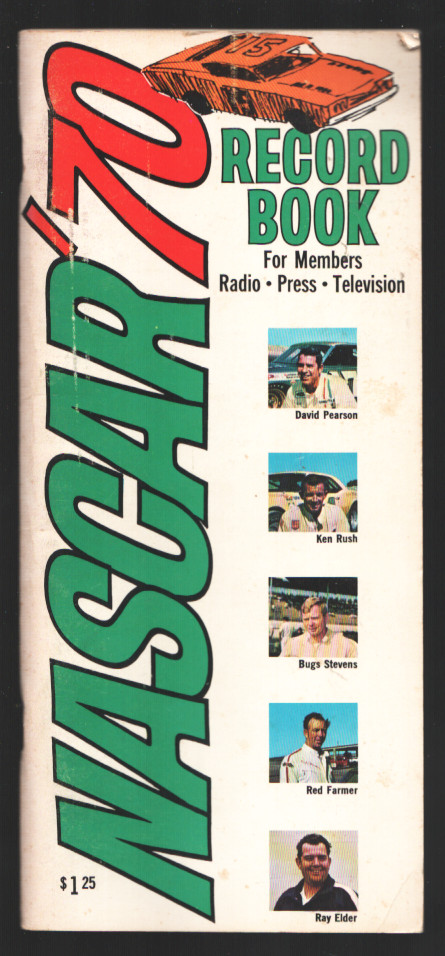 NASCAR '70
15
RECORD
BOOK
For Members
Radio • Press • Television
David Pearson
Ken Rush
Bugs Stevens
Red Farmer
Ray Elder
$1 25